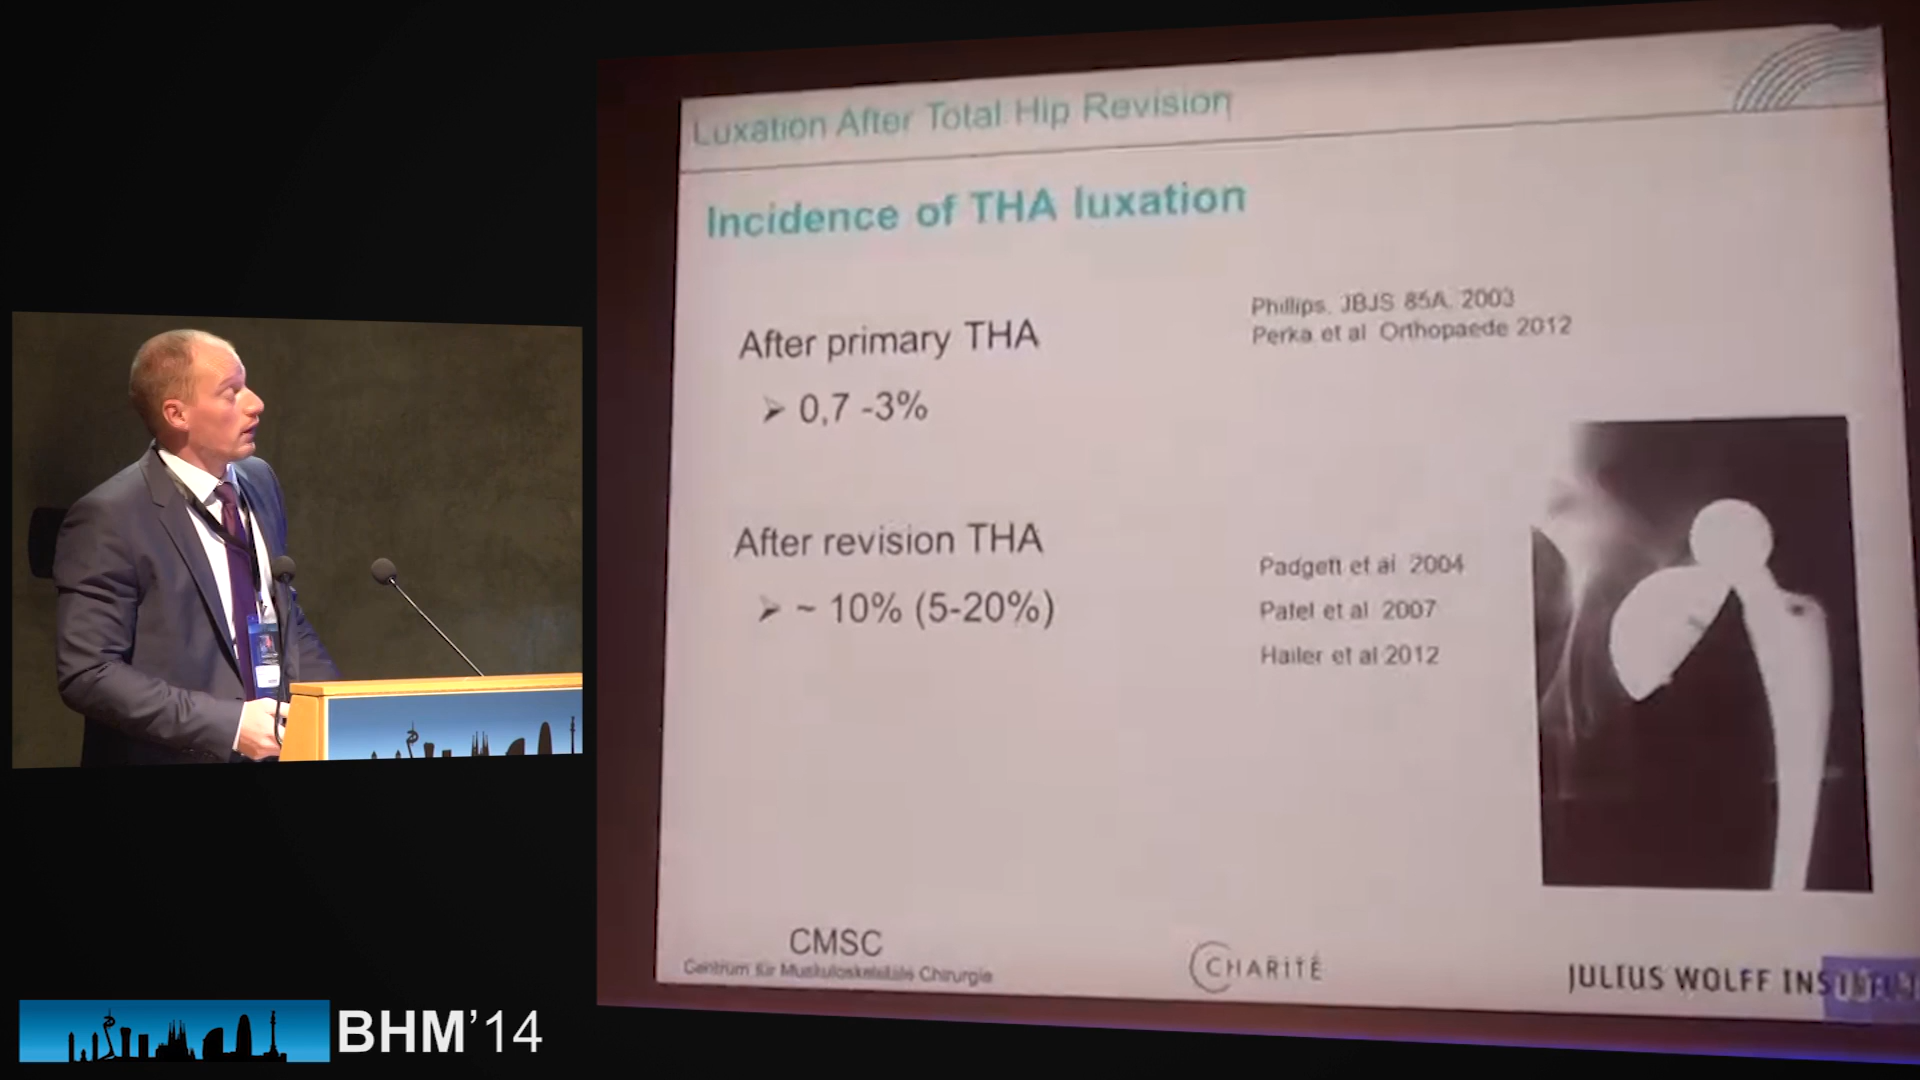 Luxation After Total Hip Revision
Incidence of THA luxation
After primary THA
➤ 0,7 -3%
Phillips, JBJS 85A, 2003
Perka et al Orthopaede 2012
After revision THA
➤ ~ 10% (5-20%)
Padgett et al 2004
Patel et al 2007
Hailer et al 2012
CMSC
Centrum für Muskuloskeletale Chirurgie
CHARITÉ
JULIUS WOLFF INSTITUT
BHM’14